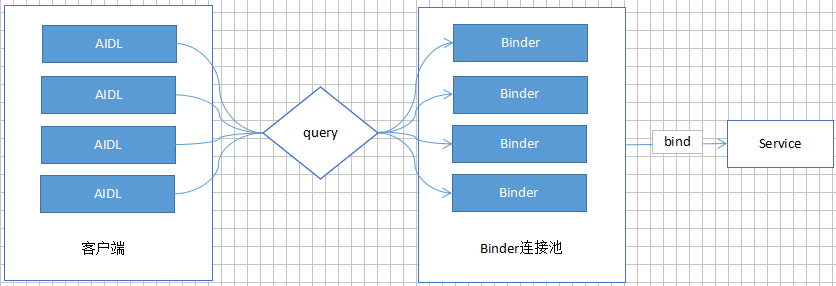 AIDL
AIDL
AIDL
AIDL
客户端
query
Binder
Binder
Binder
Binder
Binder连接池
bind
Service